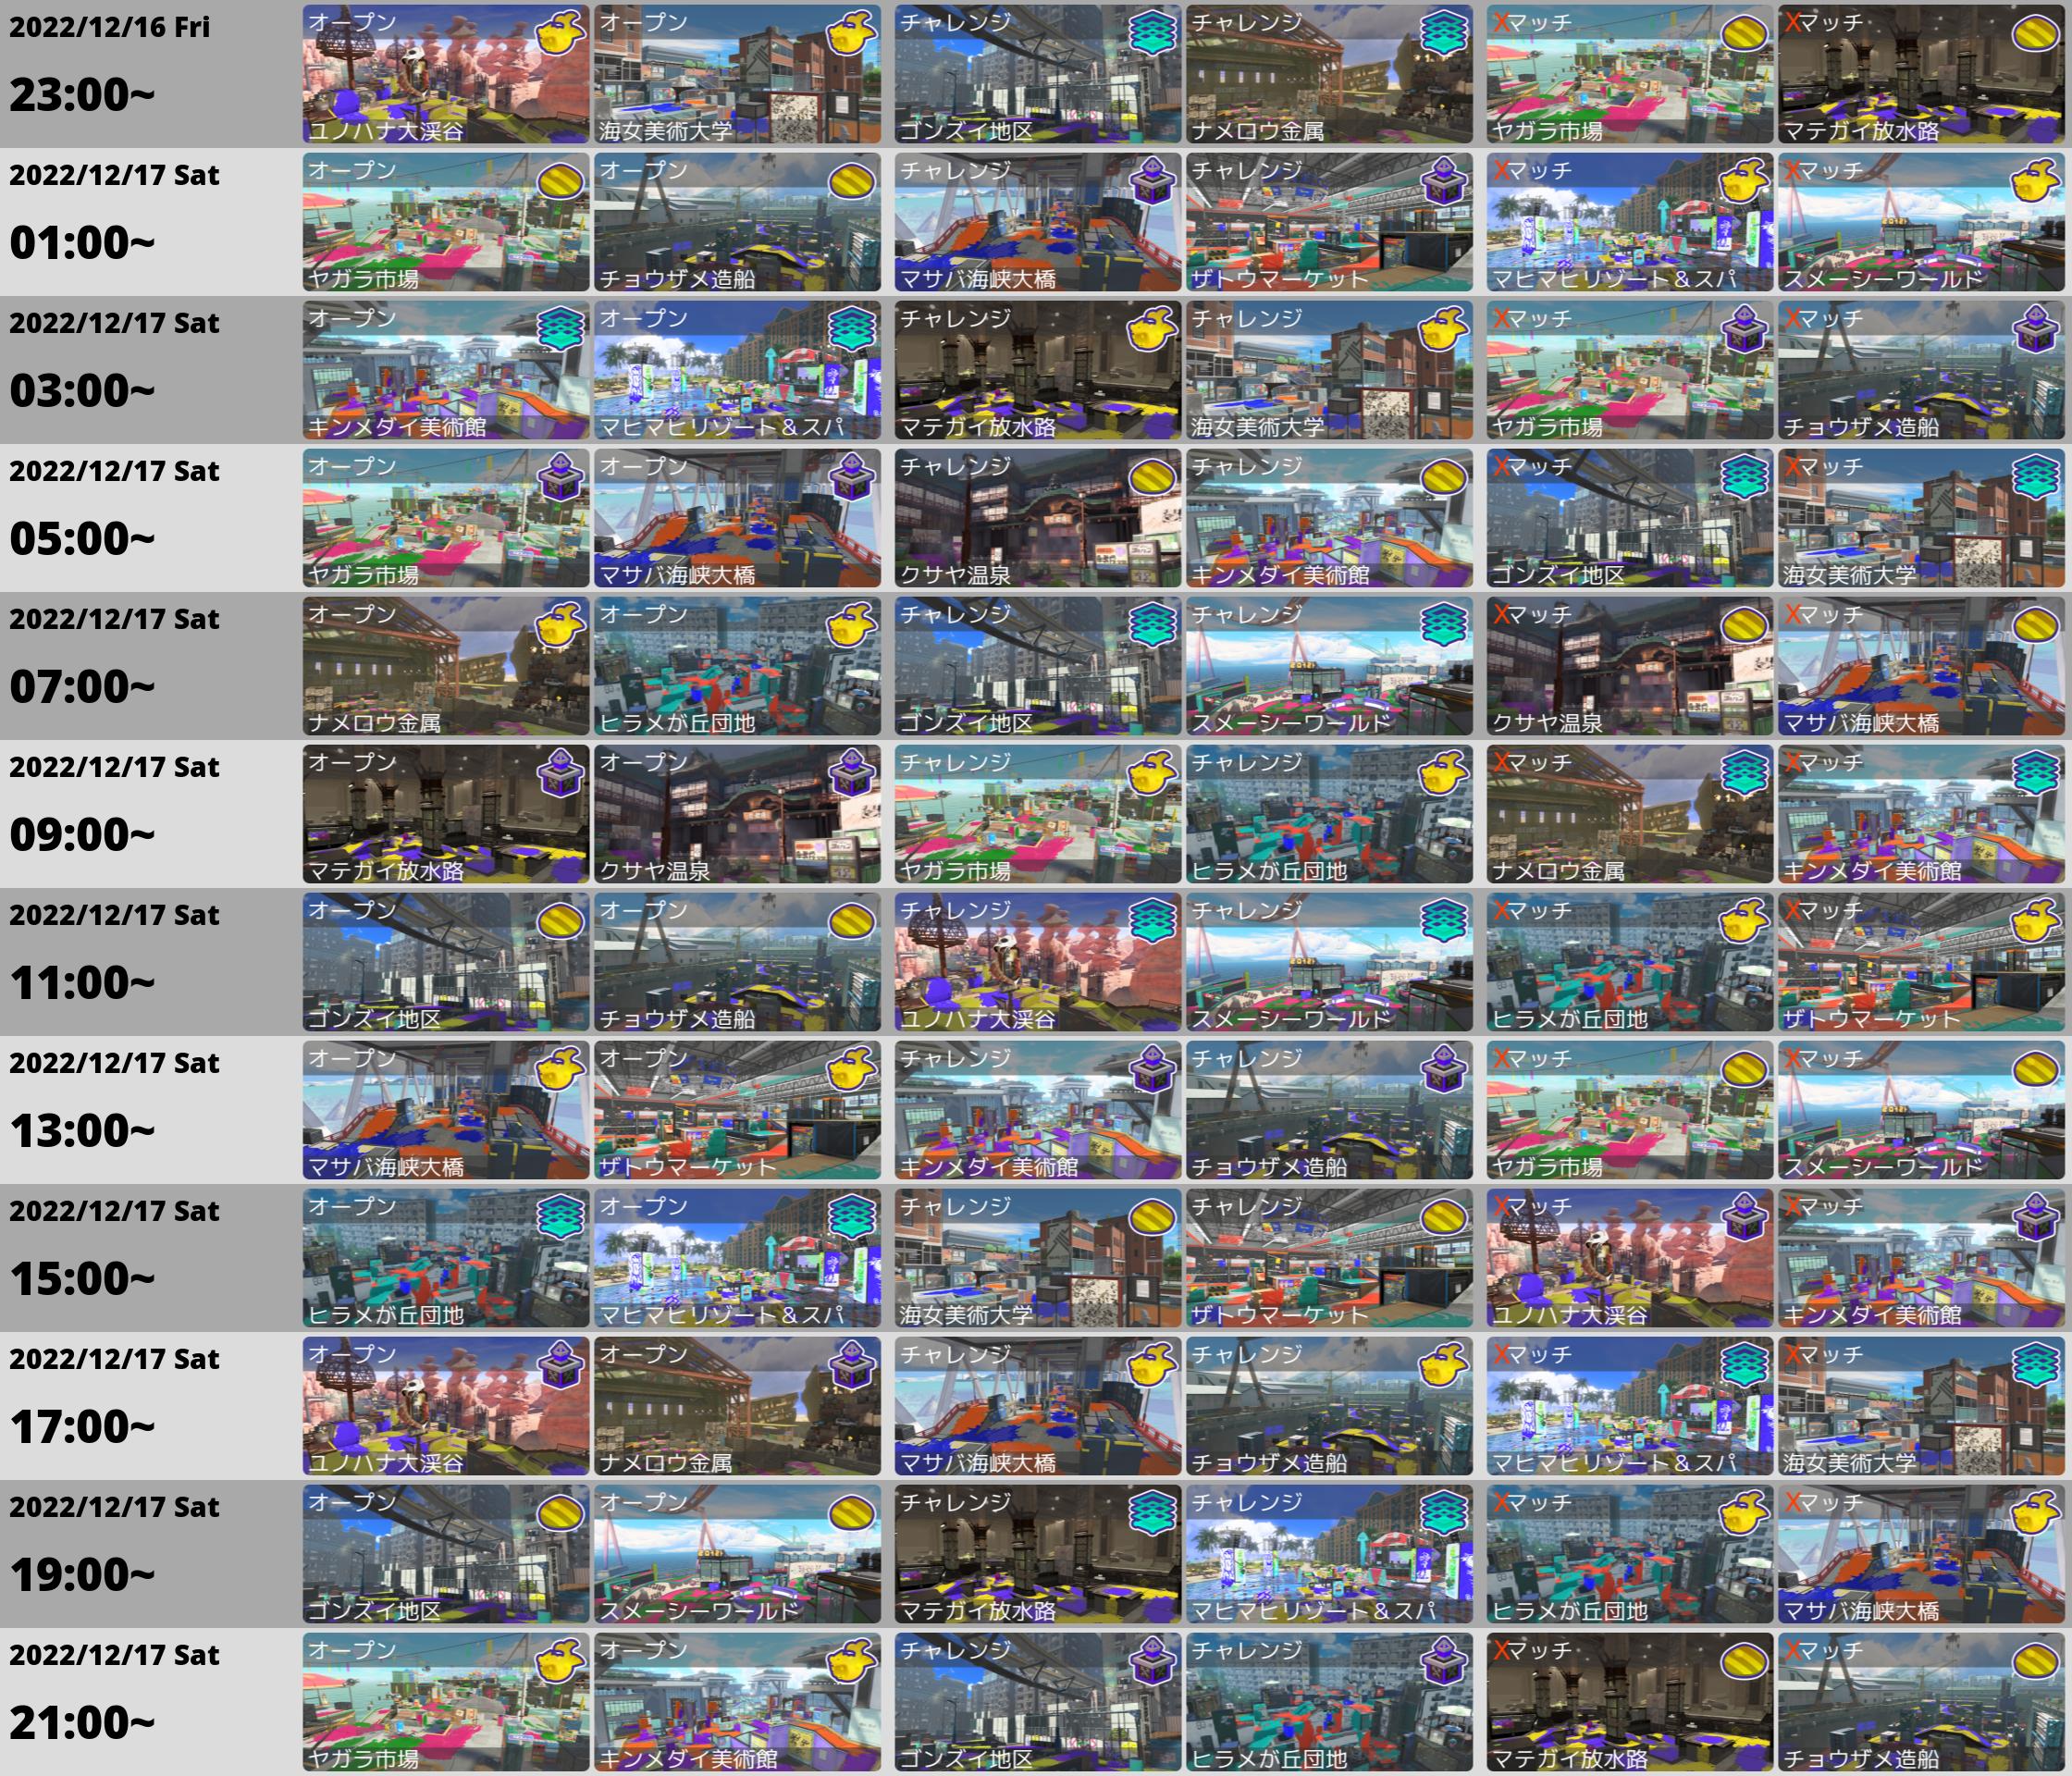 2022/12/16 Fri
23:00~
オープン
ユノハナ大渓谷
オープン
海女美術大学
チャレンジ
ゴンズイ地区
チャレンジ
ナメロウ金属
Xマッチ
ヤガラ市場
Xマッチ
マテガイ放水路
2022/12/17 Sat
01:00~
オープン
ヤガラ市場
オープン
チョウザメ造船
チャレンジ
マサバ海峡大橋
チャレンジ
ザトウマーケット
Xマッチ
マヒマヒリゾート＆スパ
Xマッチ
スメーシーワールド
2022/12/17 Sat
03:00~
オープン
キンメダイ美術館
オープン
マヒマヒリゾート＆スパ
チャレンジ
マテガイ放水路
チャレンジ
海女美術大学
Xマッチ
ヤガラ市場
Xマッチ
チョウザメ造船
2022/12/17 Sat
05:00~
オープン
ヤガラ市場
オープン
マサバ海峡大橋
チャレンジ
クサヤ温泉
チャレンジ
キンメダイ美術館
Xマッチ
ゴンズイ地区
Xマッチ
海女美術大学
2022/12/17 Sat
07:00~
オープン
ナメロウ金属
オープン
ヒラメが丘団地
チャレンジ
ゴンズイ地区
チャレンジ
スメーシーワールド
Xマッチ
クサヤ温泉
Xマッチ
マサバ海峡大橋
2022/12/17 Sat
09:00~
オープン
マテガイ放水路
オープン
クサヤ温泉
チャレンジ
ヤガラ市場
チャレンジ
ヒラメが丘団地
Xマッチ
ナメロウ金属
Xマッチ
キンメダイ美術館
2022/12/17 Sat
11:00~
オープン
ゴンズイ地区
オープン
チョウザメ造船
チャレンジ
ユノハナ大渓谷
チャレンジ
スメーシーワールド
Xマッチ
ヒラメが丘団地
Xマッチ
ザトウマーケット
2022/12/17 Sat
13:00~
オープン
マサバ海峡大橋
オープン
ザトウマーケット
チャレンジ
キンメダイ美術館
チャレンジ
チョウザメ造船
Xマッチ
ヤガラ市場
Xマッチ
スメーシーワールド
2022/12/17 Sat
15:00~
オープン
ヒラメが丘団地
オープン
マヒマヒリゾート＆スパ
チャレンジ
海女美術大学
チャレンジ
ザトウマーケット
Xマッチ
ユノハナ大渓谷
Xマッチ
キンメダイ美術館
2022/12/17 Sat
17:00~
オープン
ユノハナ大渓谷
オープン
ナメロウ金属
チャレンジ
マサバ海峡大橋
チャレンジ
チョウザメ造船
Xマッチ
マヒマヒリゾート＆スパ
Xマッチ
海女美術大学
2022/12/17 Sat
19:00~
オープン
ゴンズイ地区
オープン
スメーシーワールド
チャレンジ
マテガイ放水路
チャレンジ
マヒマヒリゾート＆スパ
Xマッチ
ヒラメが丘団地
Xマッチ
マサバ海峡大橋
2022/12/17 Sat
21:00~
オープン
ヤガラ市場
オープン
キンメダイ美術館
チャレンジ
ゴンズイ地区
チャレンジ
ヒラメが丘団地
Xマッチ
マテガイ放水路
Xマッチ
チョウザメ造船